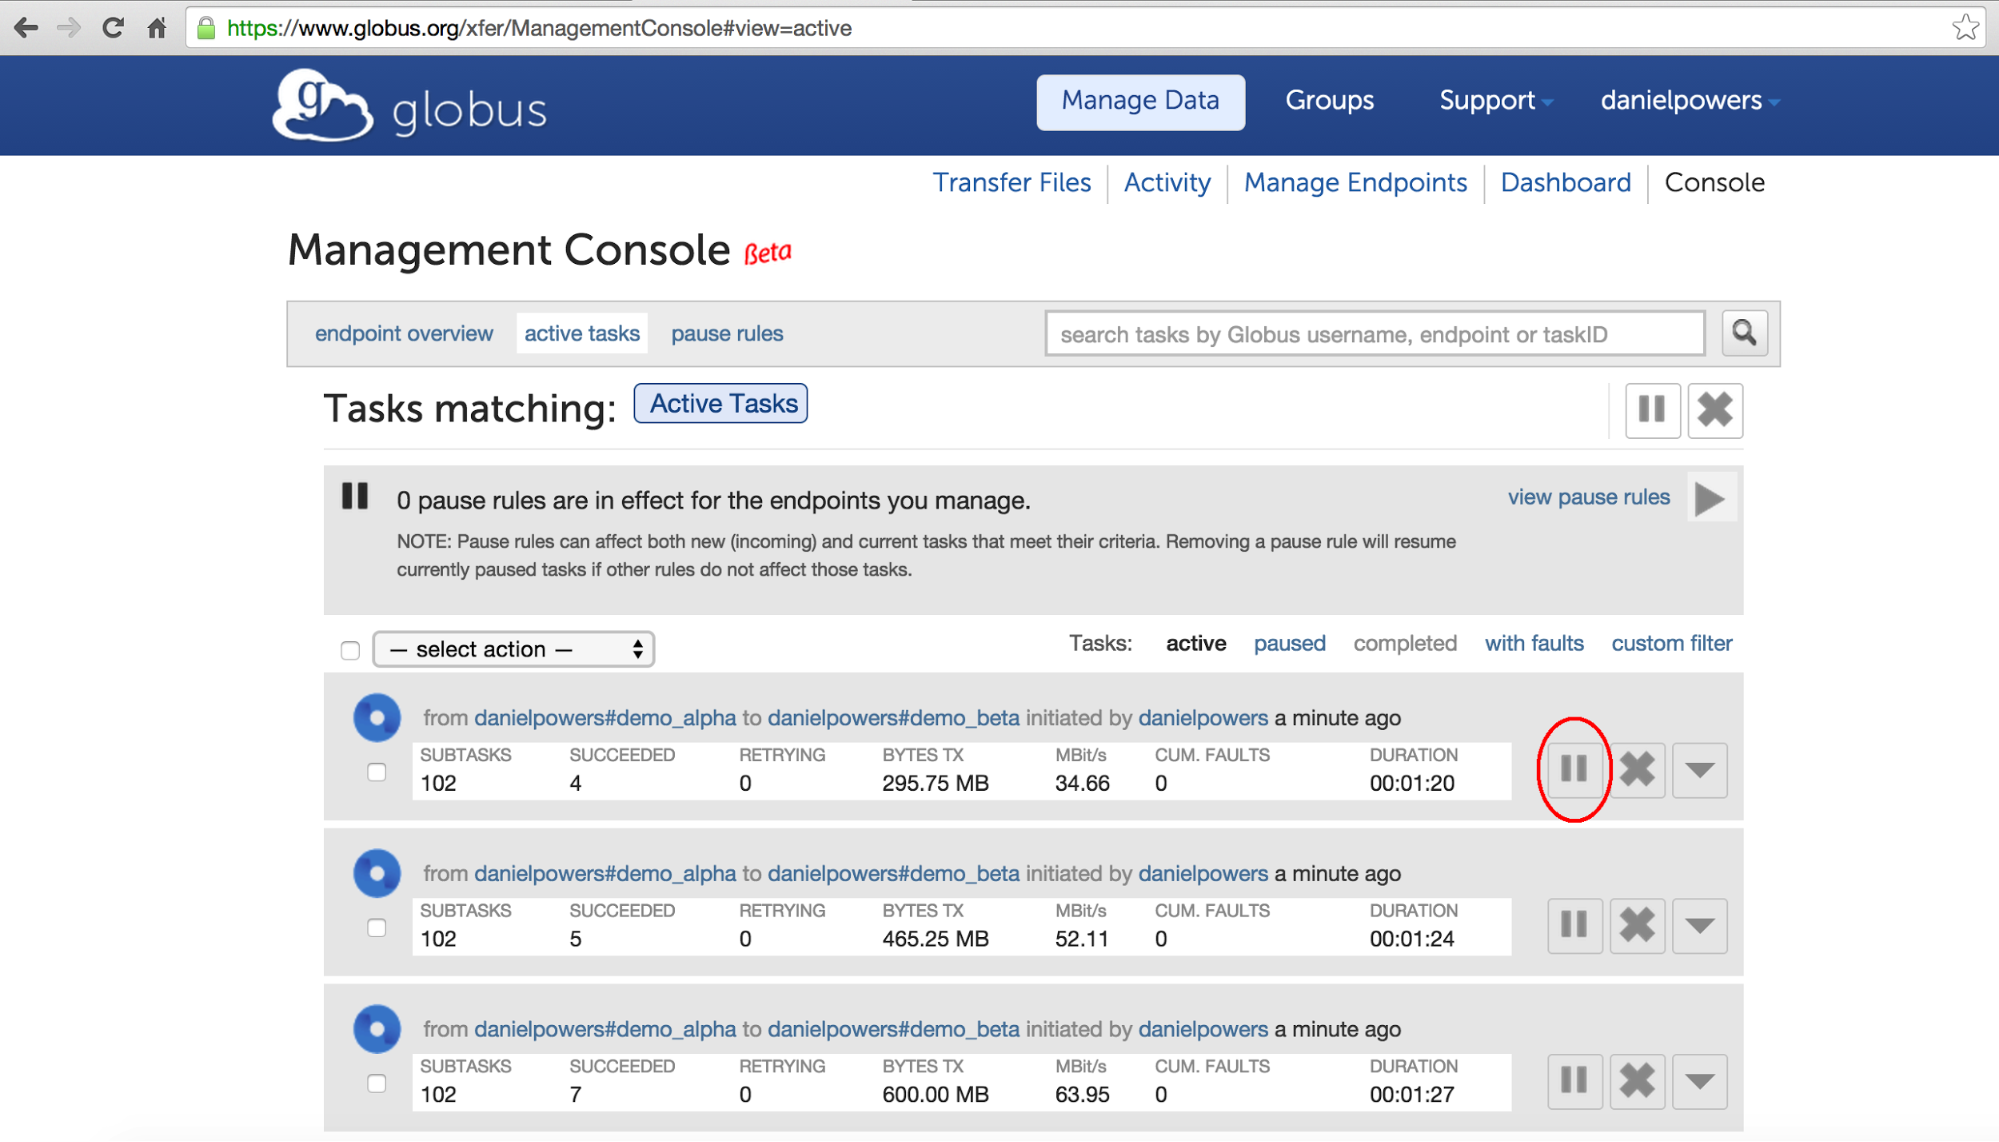 https://www.globus.org/xfer/ManagementConsole#view=active
g globus Manage Data Groups Support danielpowers
Transfer Files Activity Manage Endpoints Dashboard Console
Management Console Beta
endpoint overview active tasks pause rules search tasks by Globus username, endpoint or taskID
Tasks matching: Active Tasks
0 pause rules are in effect for the endpoints you manage. view pause rules
NOTE: Pause rules can affect both new (incoming) and current tasks that meet their criteria. Removing a pause rule will resume
currently paused tasks if other rules do not affect those tasks.
— select action — Tasks: active paused completed with faults custom filter
from danielpowers#demo_alpha to danielpowers#demo_beta initiated by danielpowers a minute ago
SUBTASKS SUCCEEDED RETRYING BYTES TX MBit/s CUM. FAULTS DURATION
102 4 0 295.75 MB 34.66 0 00:01:20
from danielpowers#demo_alpha to danielpowers#demo_beta initiated by danielpowers a minute ago
SUBTASKS SUCCEEDED RETRYING BYTES TX MBit/s CUM. FAULTS DURATION
102 5 0 465.25 MB 52.11 0 00:01:24
from danielpowers#demo_alpha to danielpowers#demo_beta initiated by danielpowers a minute ago
SUBTASKS SUCCEEDED RETRYING BYTES TX MBit/s CUM. FAULTS DURATION
102 7 0 600.00 MB 63.95 0 00:01:27